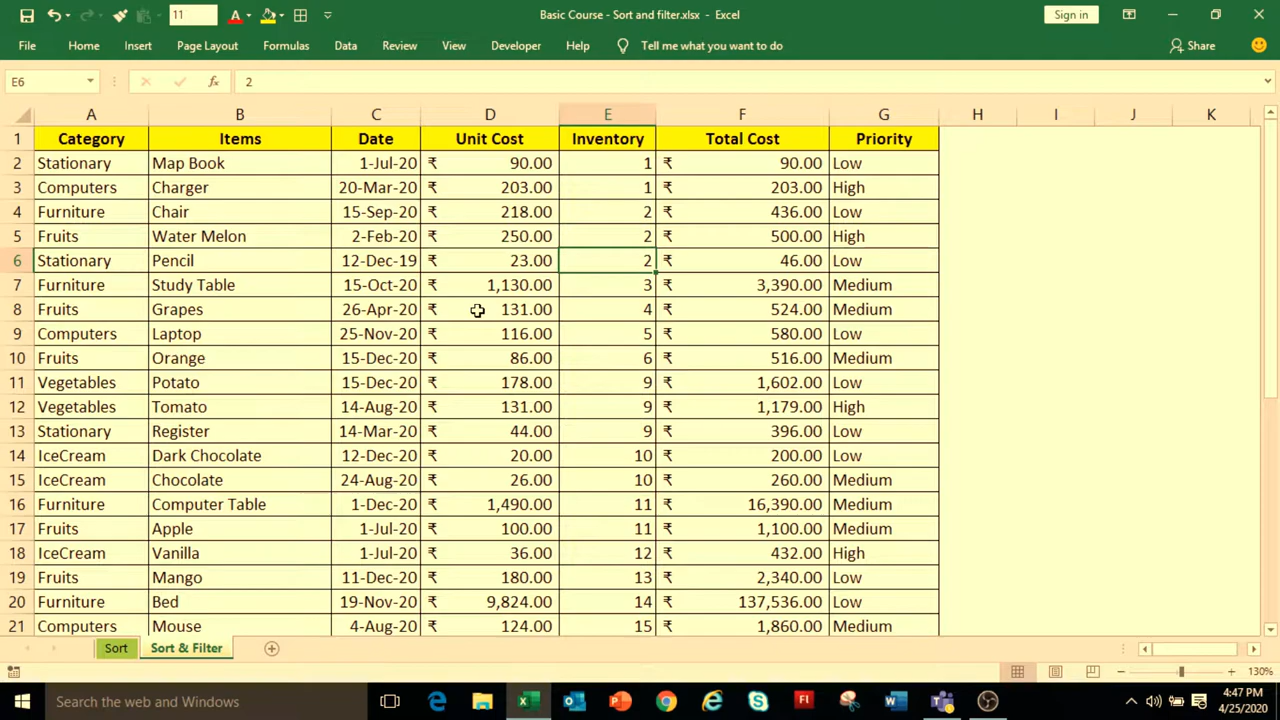 11 A Basic Course - Sort and filter.xlsx - Excel Sign in
File Home Insert Page Layout Formulas Data Review View Developer Help Tell me what you want to do Share
E6 fx 2
A B C D E F G H I J K
1 Category Items Date Unit Cost Inventory Total Cost Priority
2 Stationary Map Book 1-Jul-20 ₹ 90.00 1 ₹ 90.00 Low
3 Computers Charger 20-Mar-20 ₹ 203.00 1 ₹ 203.00 High
4 Furniture Chair 15-Sep-20 ₹ 218.00 2 ₹ 436.00 Low
5 Fruits Water Melon 2-Feb-20 ₹ 250.00 2 ₹ 500.00 High
6 Stationary Pencil 12-Dec-19 ₹ 23.00 2 ₹ 46.00 Low
7 Furniture Study Table 15-Oct-20 ₹ 1,130.00 3 ₹ 3,390.00 Medium
8 Fruits Grapes 26-Apr-20 ₹ 131.00 4 ₹ 524.00 Medium
9 Computers Laptop 25-Nov-20 ₹ 116.00 5 ₹ 580.00 Low
10 Fruits Orange 15-Dec-20 ₹ 86.00 6 ₹ 516.00 Medium
11 Vegetables Potato 15-Dec-20 ₹ 178.00 9 ₹ 1,602.00 Low
12 Vegetables Tomato 14-Aug-20 ₹ 131.00 9 ₹ 1,179.00 High
13 Stationary Register 14-Mar-20 ₹ 44.00 9 ₹ 396.00 Low
14 IceCream Dark Chocolate 12-Dec-20 ₹ 20.00 10 ₹ 200.00 Low
15 IceCream Chocolate 24-Aug-20 ₹ 26.00 10 ₹ 260.00 Medium
16 Furniture Computer Table 1-Dec-20 ₹ 1,490.00 11 ₹ 16,390.00 Medium
17 Fruits Apple 1-Jul-20 ₹ 100.00 11 ₹ 1,100.00 Medium
18 IceCream Vanilla 1-Jul-20 ₹ 36.00 12 ₹ 432.00 High
19 Fruits Mango 11-Dec-20 ₹ 180.00 13 ₹ 2,340.00 Low
20 Furniture Bed 19-Nov-20 ₹ 9,824.00 14 ₹ 137,536.00 Low
21 Computers Mouse 4-Aug-20 ₹ 124.00 15 ₹ 1,860.00 Medium
Sort Sort & Filter
130%
Search the web and Windows
4:47 PM
4/25/2020